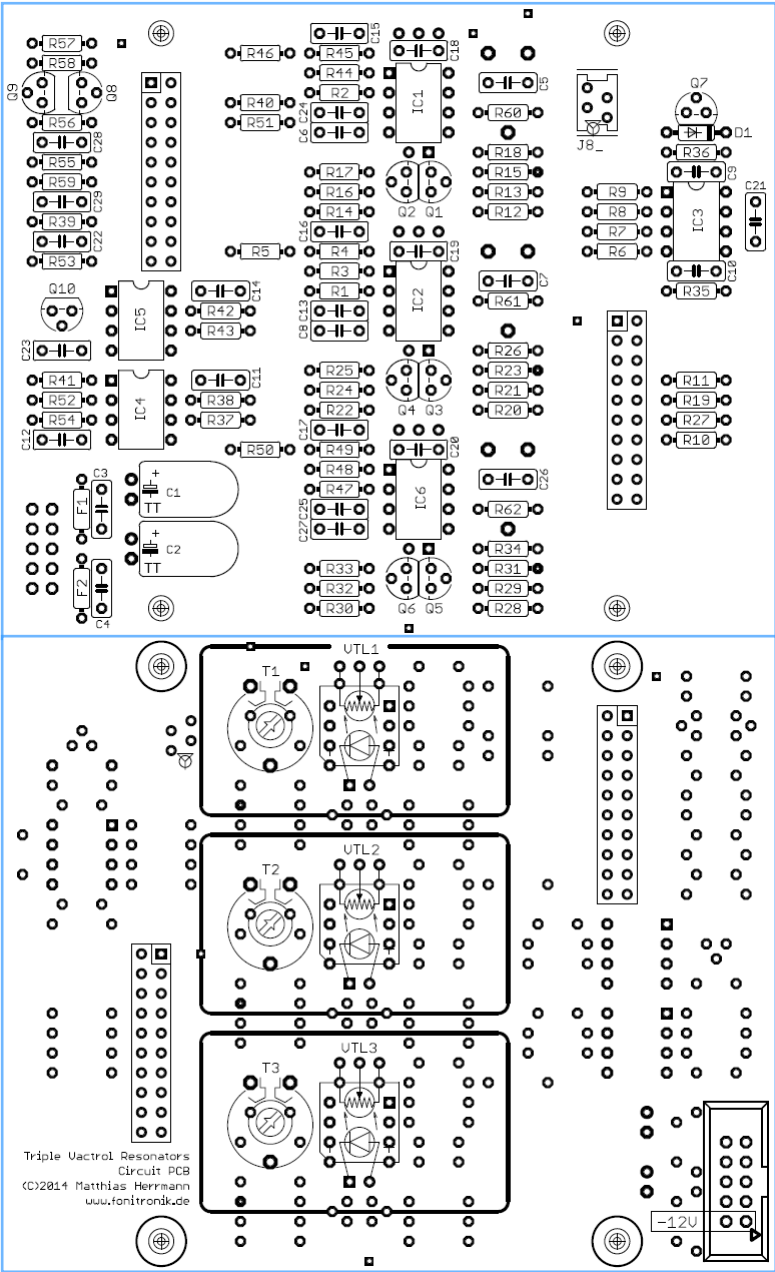 C15
R57
R46 R45 C18
R58 R44 C5
Q9 Q8 R2 IC1 Q7
R40 C24 R60
R56 R51 C6 D1
C28 J8_
R18 R36
R55 R17 R15 C9
R59 R16 R13 R9
C29 Q2 Q1 C21
R14 R12 R8 IC3
R39 C16 R7
C22 R5 R4 C19 R6
R53 R3 C10
Q10 C14 R1 IC2 C7 R35
IC5 R42 C13 R61
R43 C8
C23 R26
R25 R23
R41 C11 R24 R21 R11
R52 R38 Q4 Q3
IC4 R22 R20 R19
R54 R37 C17 R27
C12 R50 R49 C20 R10
C3 R48 C26
C1 R47 IC6
F1 TT C25 R62
C27
C2 R34
TT R33 R31
F2 R32 R29
Q6 Q5
C4 R30 R28
VTL1
T1
VTL2
T2
VTL3
T3
Triple Vactrol Resonators
Circuit PCB
(C)2014 Matthias Herrmann
www.fonitronik.de
-12V